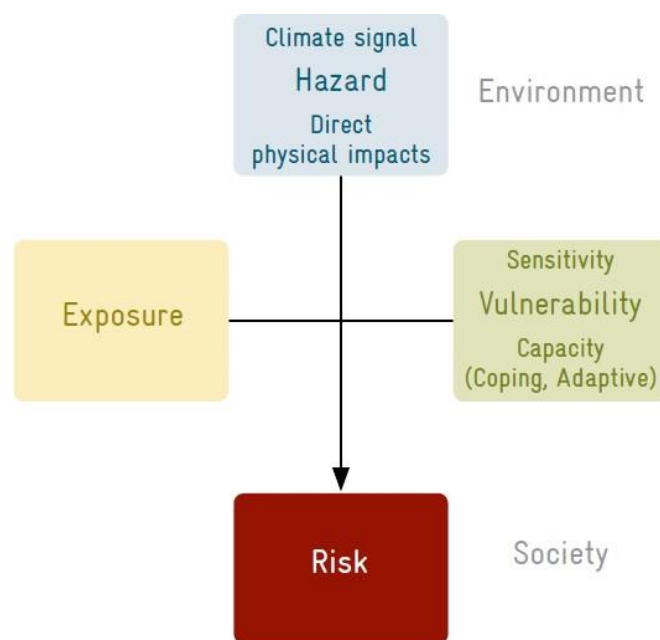 Climate signal
Hazard
Direct
physical impacts
Environment
Exposure
Sensitivity
Vulnerability
Capacity
(Coping, Adaptive)
Risk
Society